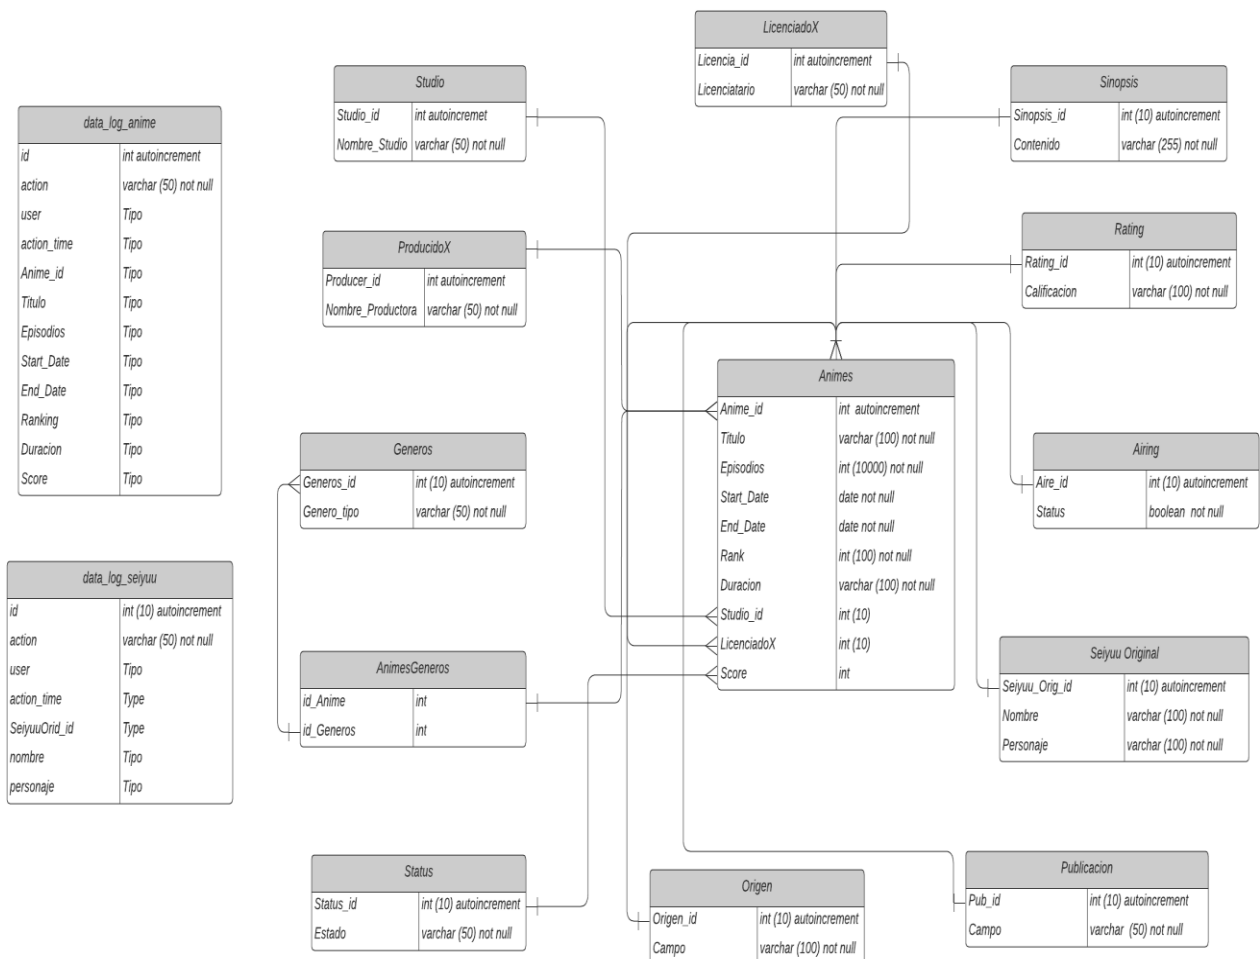 LicenciadoX
Licencia_id int autoincrement
Licenciatario varchar (50) not null
Studio
Studio_id int autoincremet
Nombre_Studio varchar (50) not null
Sinopsis
Sinopsis_id int (10) autoincrement
Contenido varchar (255) not null
data_log_anime
id int autoincrement
action varchar (50) not null
user Tipo
action_time Tipo
Anime_id Tipo
Titulo Tipo
Episodios Tipo
Start_Date Tipo
End_Date Tipo
Ranking Tipo
Duracion Tipo
Score Tipo
ProducidoX
Producer_id int autoincrement
Nombre_Productora varchar (50) not null
Rating
Rating_id int (10) autoincrement
Calificacion varchar (100) not null
Animes
Anime_id int autoincrement
Titulo varchar (100) not null
Episodios int (10000) not null
Start_Date date not null
End_Date date not null
Rank int (100) not null
Duracion varchar (100) not null
Studio_id int (10)
LicenciadoX int (10)
Score int
Generos
Generos_id int (10) autoincrement
Genero_tipo varchar (50) not null
Airing
Aire_id int (10) autoincrement
Status boolean not null
data_log_seiyuu
id int (10) autoincrement
action varchar (50) not null
user Tipo
action_time Type
SeiyuuOrid_id Type
nombre Tipo
personaje Tipo
AnimesGeneros
id_Anime int
id_Generos int
Seiyuu Original
Seiyuu_Orig_id int (10) autoincrement
Nombre varchar (100) not null
Personaje varchar (100) not null
Status
Status_id int (10) autoincrement
Estado varchar (50) not null
Origen
Origen_id int (10) autoincrement
Campo varchar (100) not null
Publicacion
Pub_id int (10) autoincrement
Campo varchar (50) not null